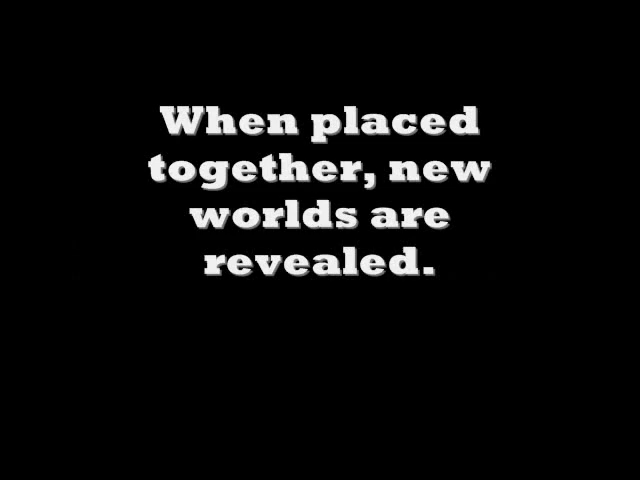 When placed
together, new
worlds are
revealed.